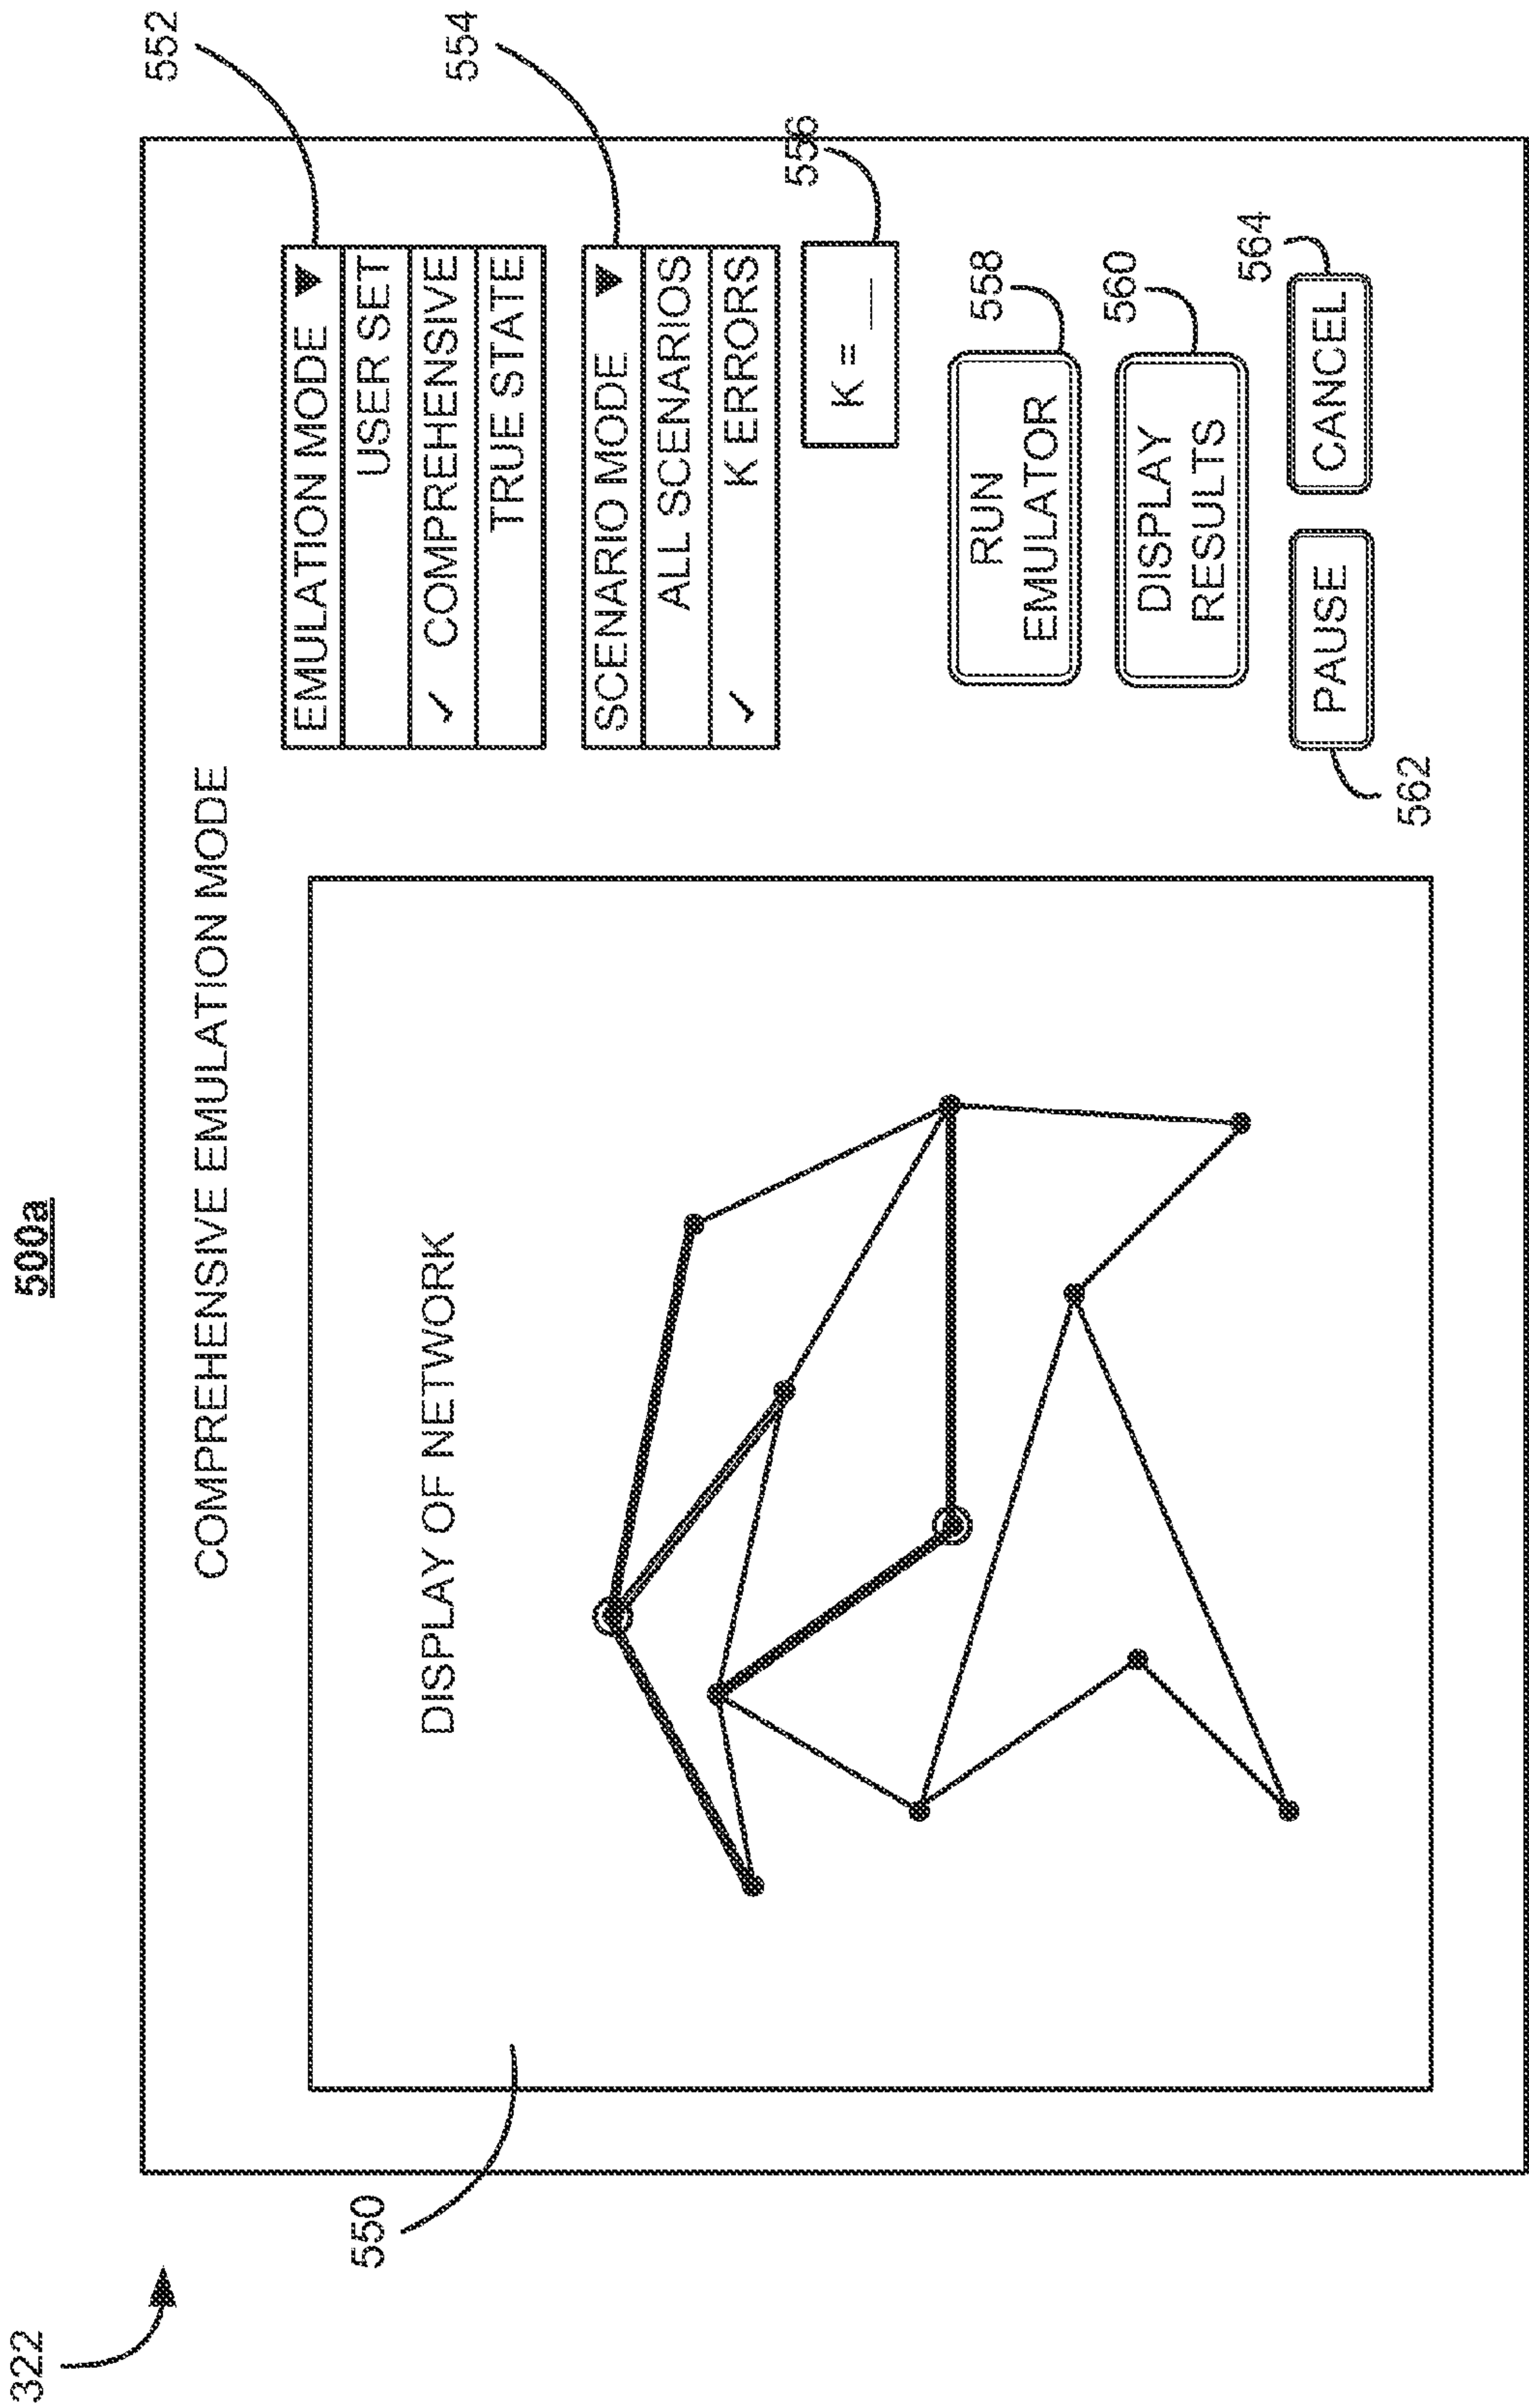 500a
322
COMPREHENSIVE EMULATION MODE
550
DISPLAY OF NETWORK
EMULATION MODE ▼
552
USER SET
✓ COMPREHENSIVE
TRUE STATE
SCENARIO MODE ▼
554
ALL SCENARIOS
✓ K ERRORS
K = __
556
RUN
EMULATOR
558
DISPLAY
RESULTS
560
PAUSE
562
CANCEL
564